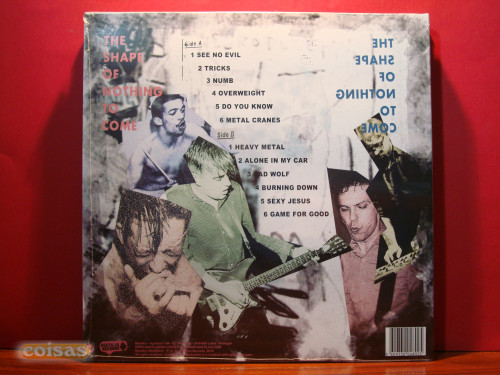 THE
SHAPE
OF
NOTHING
TO
COME
Side A
1 SEE NO EVIL
2 TRICKS
3 NUMB
4 OVERWEIGHT
5 DO YOU KNOW
6 METAL CRANES
Side B
1 HEAVY METAL
2 ALONE IN MY CAR
3 BAD WOLF
4 BURNING DOWN
5 SEXY JESUS
6 GAME FOR GOOD
THE
SHAPE
OF
NOTHING
TO
COME
coisas